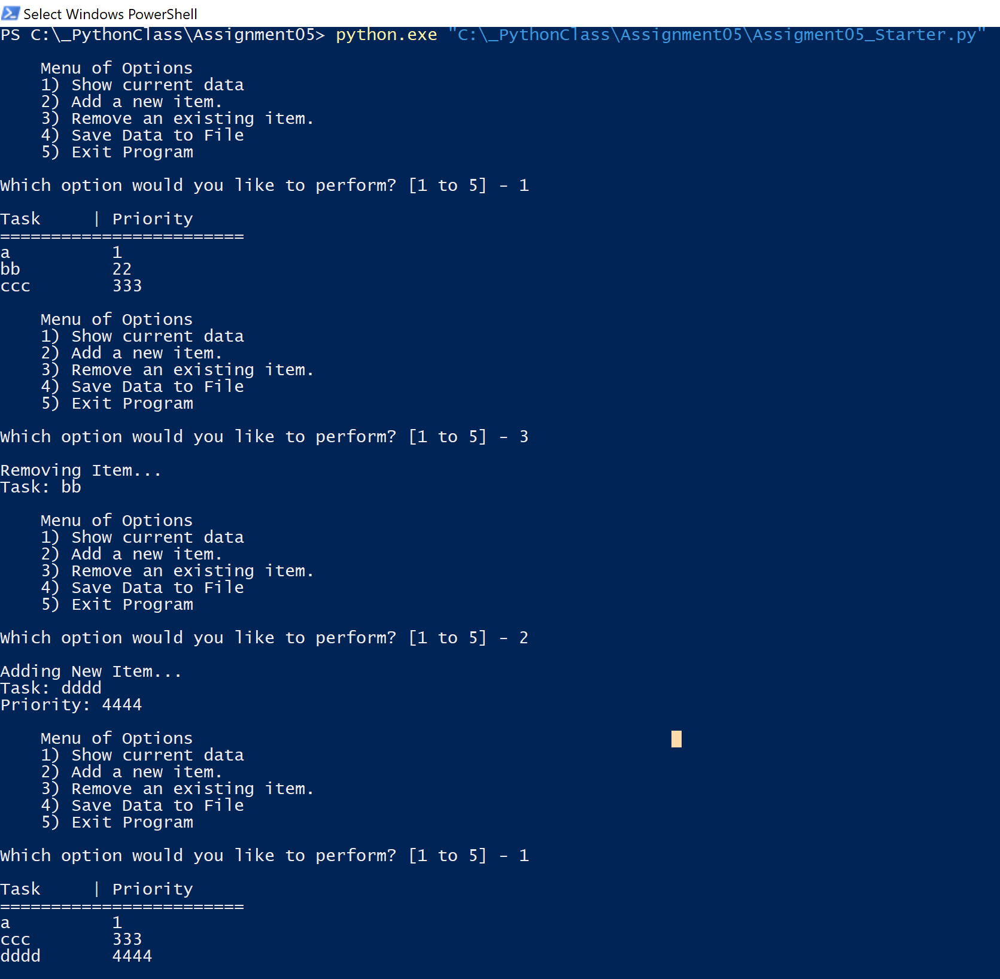 Select Windows PowerShell
PS C:\_PythonClass\Assignment05> python.exe "C:\_PythonClass\Assignment05\Assigment05_Starter.py"
Menu of Options
1) Show current data
2) Add a new item.
3) Remove an existing item.
4) Save Data to File
5) Exit Program
Which option would you like to perform? [1 to 5] - 1
Task     | Priority
========================
a          1
bb         22
ccc        333
Menu of Options
1) Show current data
2) Add a new item.
3) Remove an existing item.
4) Save Data to File
5) Exit Program
Which option would you like to perform? [1 to 5] - 3
Removing Item...
Task: bb
Menu of Options
1) Show current data
2) Add a new item.
3) Remove an existing item.
4) Save Data to File
5) Exit Program
Which option would you like to perform? [1 to 5] - 2
Adding New Item...
Task: dddd
Priority: 4444
Menu of Options
1) Show current data
2) Add a new item.
3) Remove an existing item.
4) Save Data to File
5) Exit Program
Which option would you like to perform? [1 to 5] - 1
Task     | Priority
========================
a          1
ccc        333
dddd       4444